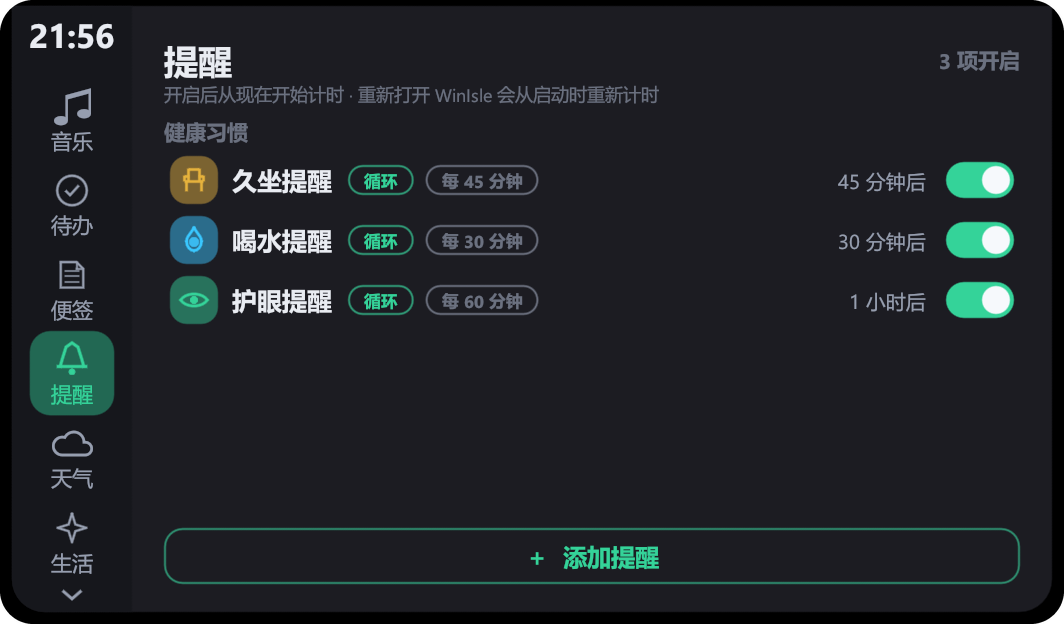 21:56
音乐
待办
便签
提醒
天气
生活
提醒
3 项开启
开启后从现在开始计时 · 重新打开 WinIsle 会从启动时重新计时
健康习惯
久坐提醒 循环 每 45 分钟 45 分钟后
喝水提醒 循环 每 30 分钟 30 分钟后
护眼提醒 循环 每 60 分钟 1 小时后
+ 添加提醒